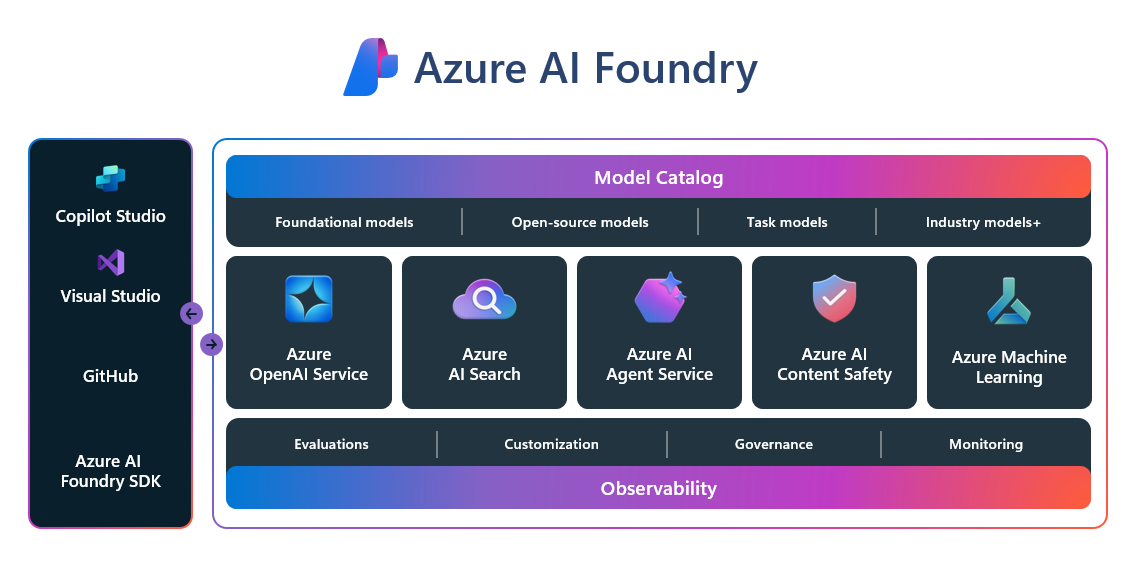 Azure AI Foundry
Copilot Studio
Visual Studio
GitHub
Azure AI
Foundry SDK
Model Catalog
Foundational models
Open-source models
Task models
Industry models+
Azure
OpenAI Service
Azure
AI Search
Azure AI
Agent Service
Azure AI
Content Safety
Azure Machine
Learning
Evaluations
Customization
Governance
Monitoring
Observability